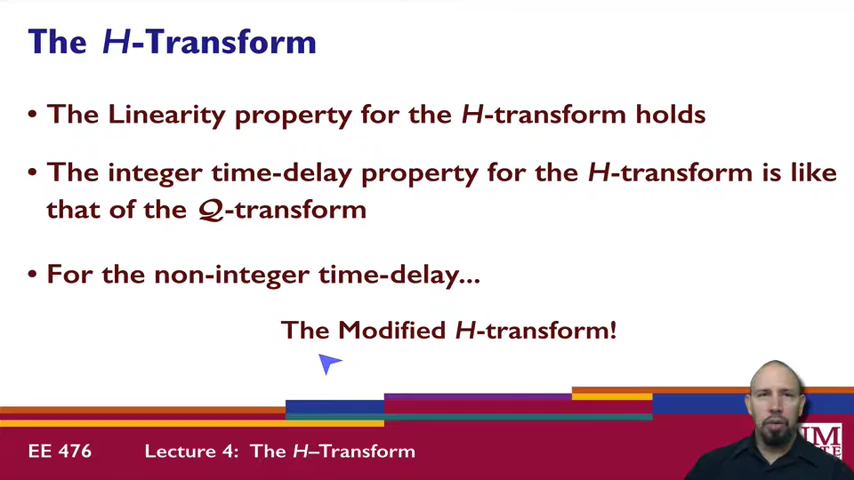 The H-Transform
• The Linearity property for the H-transform holds
• The integer time-delay property for the H-transform is like
that of the Q-transform
• For the non-integer time-delay...
The Modified H-transform!
EE 476 Lecture 4: The H–Transform